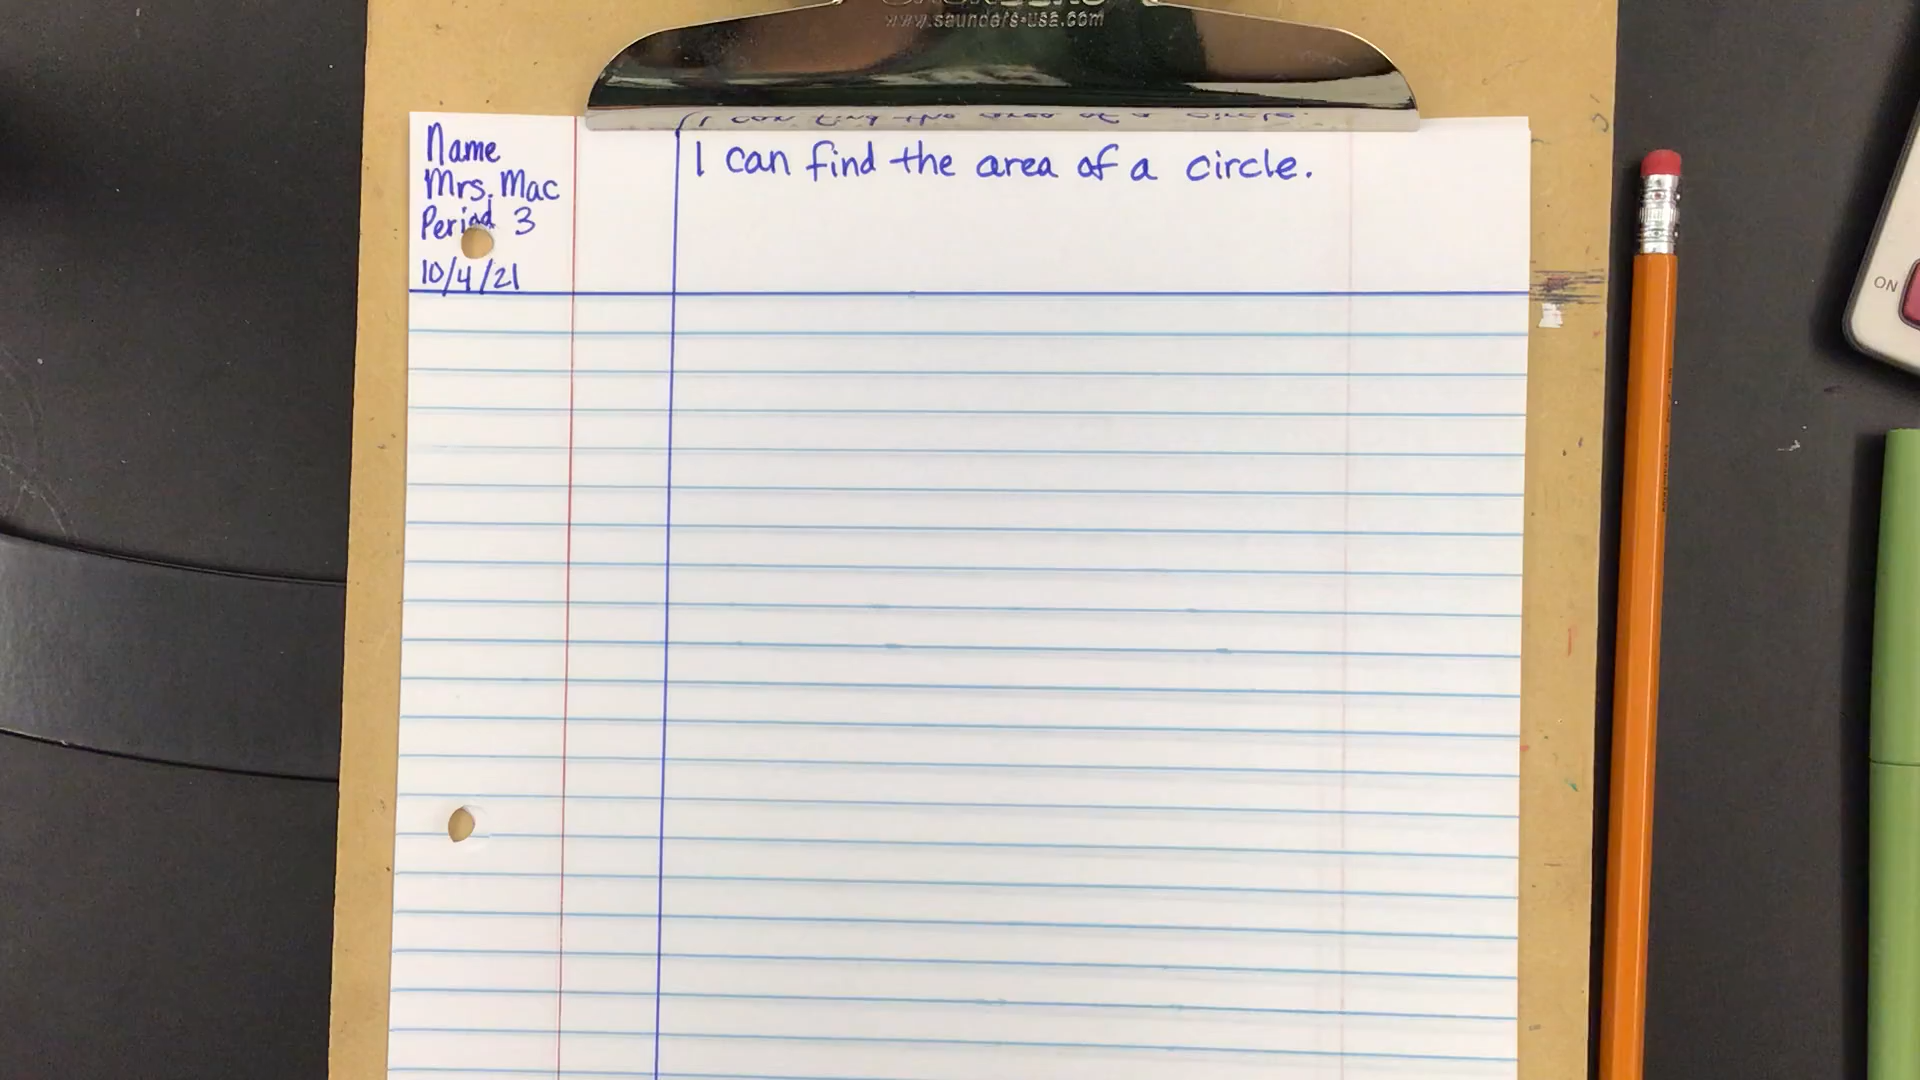 www.saunders-usa.com
Name
Mrs. Mac
Period 3
10/4/21
I can find the area of a circle.
ON